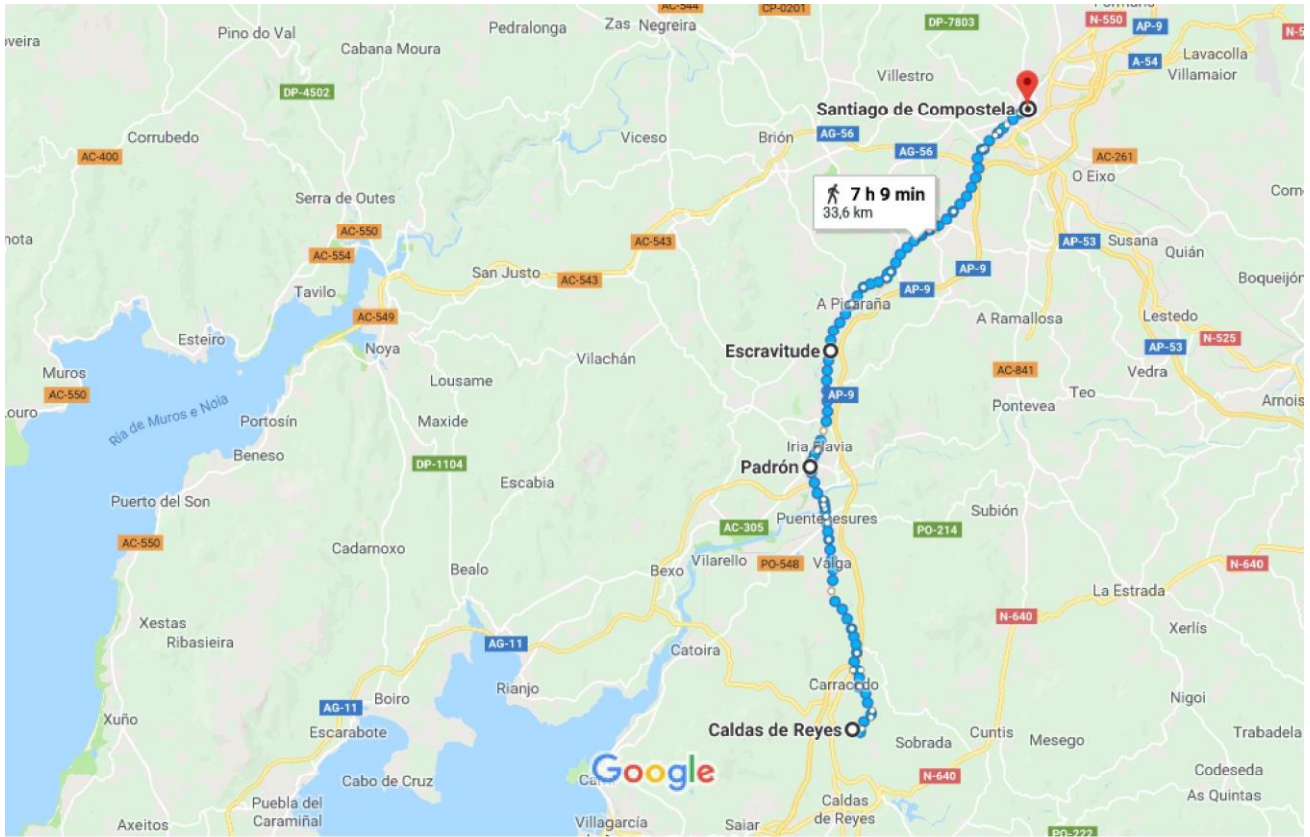 AC-544
CP-0201
Zas
Negreira
Pino do Val
Pedralonga
Cabana Moura
DP-7803
N-550
AP-9
Lavacolla
A-54
Villamaior
Villestro
DP-4502
Santiago de Compostela
Corrubedo
Viceso
Brión
AG-56
AG-56
AC-400
AC-261
O Eixo
7 h 9 min
33,6 km
Serra de Outes
AC-550
AC-554
AC-543
AC-543
San Justo
AP-53
Susana
Quián
Boqueijón
AP-9
AP-9
Tavilo
A Picaraña
AC-549
A Ramallosa
Lestedo
N-525
Esteiro
Noya
Vilachán
Escravitude
AP-53
Vedra
Muros
AC-550
Lousame
AC-841
Teo
AP-9
Ría de Muros e Noia
Portosín
Maxide
Pontevea
Beneso
DP-1104
Iria Flavia
Padrón
Escabia
Puerto del Son
Subión
Puentecesures
AC-305
PO-214
AC-550
Cadarnoxo
Vilarello
PO-548
Valga
N-640
Bealo
Bexo
La Estrada
Xestas
Ribasieira
N-640
Xerlís
AG-11
Catoira
Rianjo
Carracedo
Boiro
Nigoi
AG-11
Xuño
Escarabote
Caldas de Reyes
Sobrada
Cuntis
Mesego
Trabadela
Google
Cabo de Cruz
N-640
Codeseda
As Quintas
Puebla del
Caramiñal
Caldas
de Reyes
Axeitos
Villagarcía
Saiar
PO-222